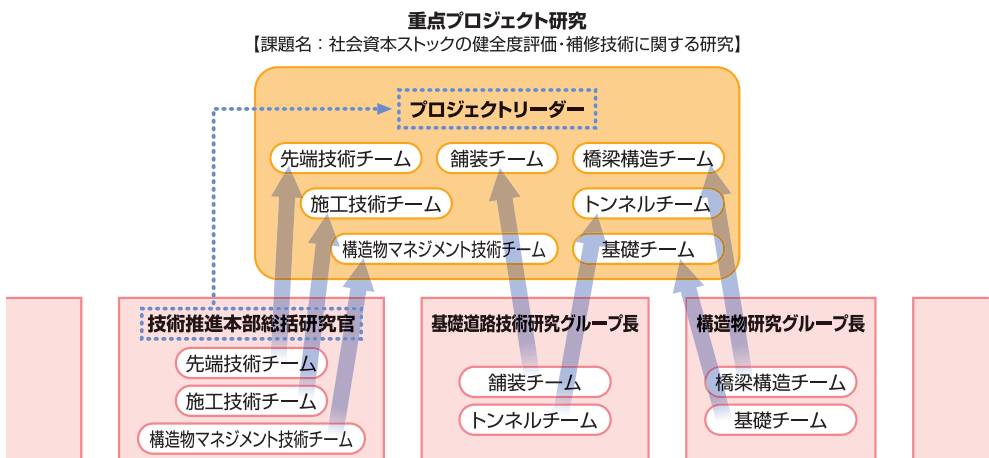 重点プロジェクト研究
【課題名：社会資本ストックの健全度評価・補修技術に関する研究】
プロジェクトリーダー
先端技術チーム
舗装チーム
橋梁構造チーム
施工技術チーム
トンネルチーム
構造物マネジメント技術チーム
基礎チーム
技術推進本部総括研究官
先端技術チーム
施工技術チーム
構造物マネジメント技術チーム
基礎道路技術研究グループ長
舗装チーム
トンネルチーム
構造物研究グループ長
橋梁構造チーム
基礎チーム